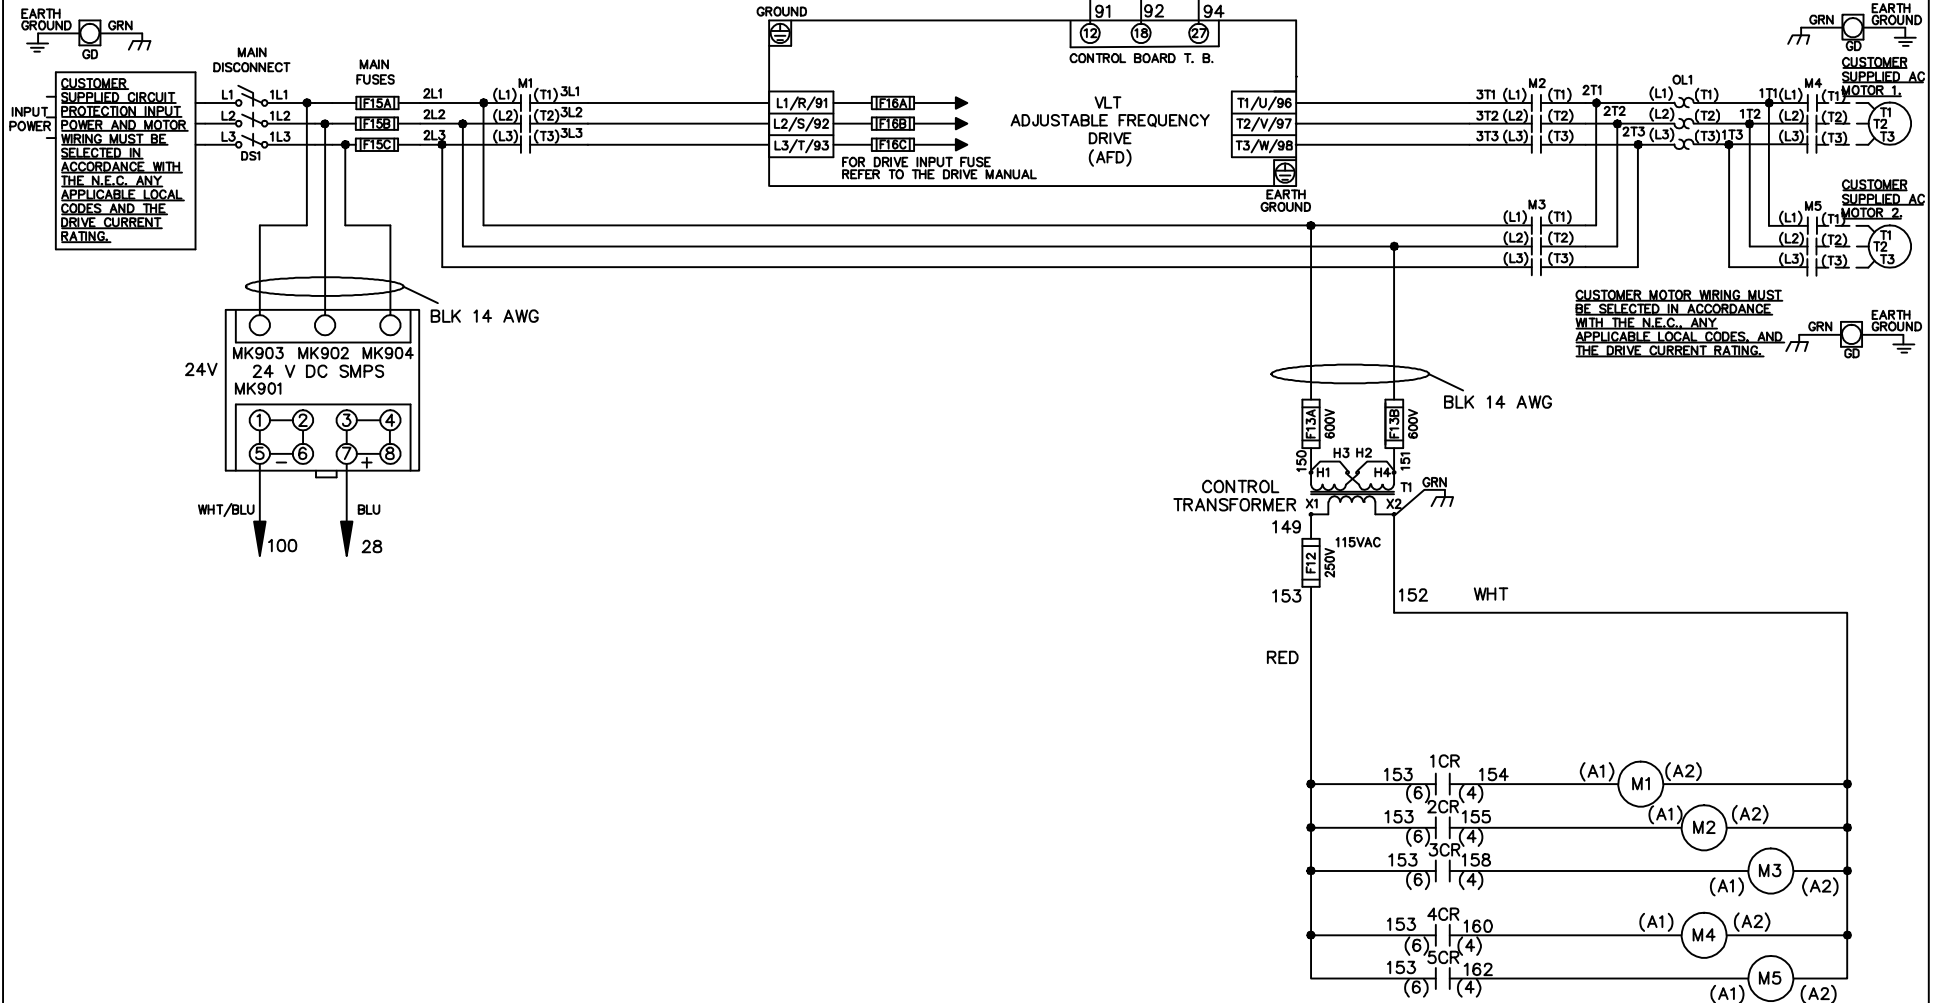 EARTH
GROUND
GRN
GD
CUSTOMER
SUPPLIED CIRCUIT
PROTECTION INPUT
POWER AND MOTOR
WIRING MUST BE
SELECTED IN
ACCORDANCE WITH
THE N.E.C. ANY
APPLICABLE LOCAL
CODES AND THE
DRIVE CURRENT
RATING.
INPUT
POWER
MAIN
DISCONNECT
L1 1L1
L2 1L2
L3 1L3
DS1
MAIN
FUSES
F15A
F15B
F15C
2L1
2L2
2L3
M1
(L1) (T1) 3L1
(L2) (T2) 3L2
(L3) (T3) 3L3
GROUND
91 92 94
12 18 27
CONTROL BOARD T. B.
L1/R/91 F16A
L2/S/92 F16B
L3/T/93 F16C
VLT
ADJUSTABLE FREQUENCY
DRIVE
(AFD)
FOR DRIVE INPUT FUSE
REFER TO THE DRIVE MANUAL
T1/U/96
T2/V/97
T3/W/98
EARTH
GROUND
M2
3T1 (L1) (T1) 2T1
3T2 (L2) (T2) 2T2
3T3 (L3) (T3) 2T3
OL1
(L1) (T1) 1T1
(L2) (T2) 1T2
(L3) (T3) 1T3
M4
(L1) (T1)
(L2) (T2)
(L3) (T3)
GRN
EARTH
GROUND
GD
CUSTOMER
SUPPLIED AC
MOTOR 1.
T1
T2
T3
M3
(L1) (T1)
(L2) (T2)
(L3) (T3)
M5
(L1) (T1)
(L2) (T2)
(L3) (T3)
CUSTOMER
SUPPLIED AC
MOTOR 2.
T1
T2
T3
CUSTOMER MOTOR WIRING MUST
BE SELECTED IN ACCORDANCE
WITH THE N.E.C., ANY
APPLICABLE LOCAL CODES, AND
THE DRIVE CURRENT RATING.
GRN
EARTH
GROUND
GD
BLK 14 AWG
MK903 MK902 MK904
24V
24 V DC SMPS
MK901
1 2 3 4
5 - 6 7 + 8
WHT/BLU
BLU
100
28
BLK 14 AWG
F13A 600V
F13B 600V
150
151
H3 H2
H1 H4
T1
GRN
CONTROL
TRANSFORMER
X1 X2
149
115VAC
F12 250V
153
152
WHT
RED
1CR
153 154
(6) (4)
(A1) M1 (A2)
2CR
153 155
(6) (4)
(A1) M2 (A2)
3CR
153 158
(6) (4)
(A1) M3 (A2)
4CR
153 160
(6) (4)
(A1) M4 (A2)
5CR
153 162
(6) (4)
(A1) M5 (A2)